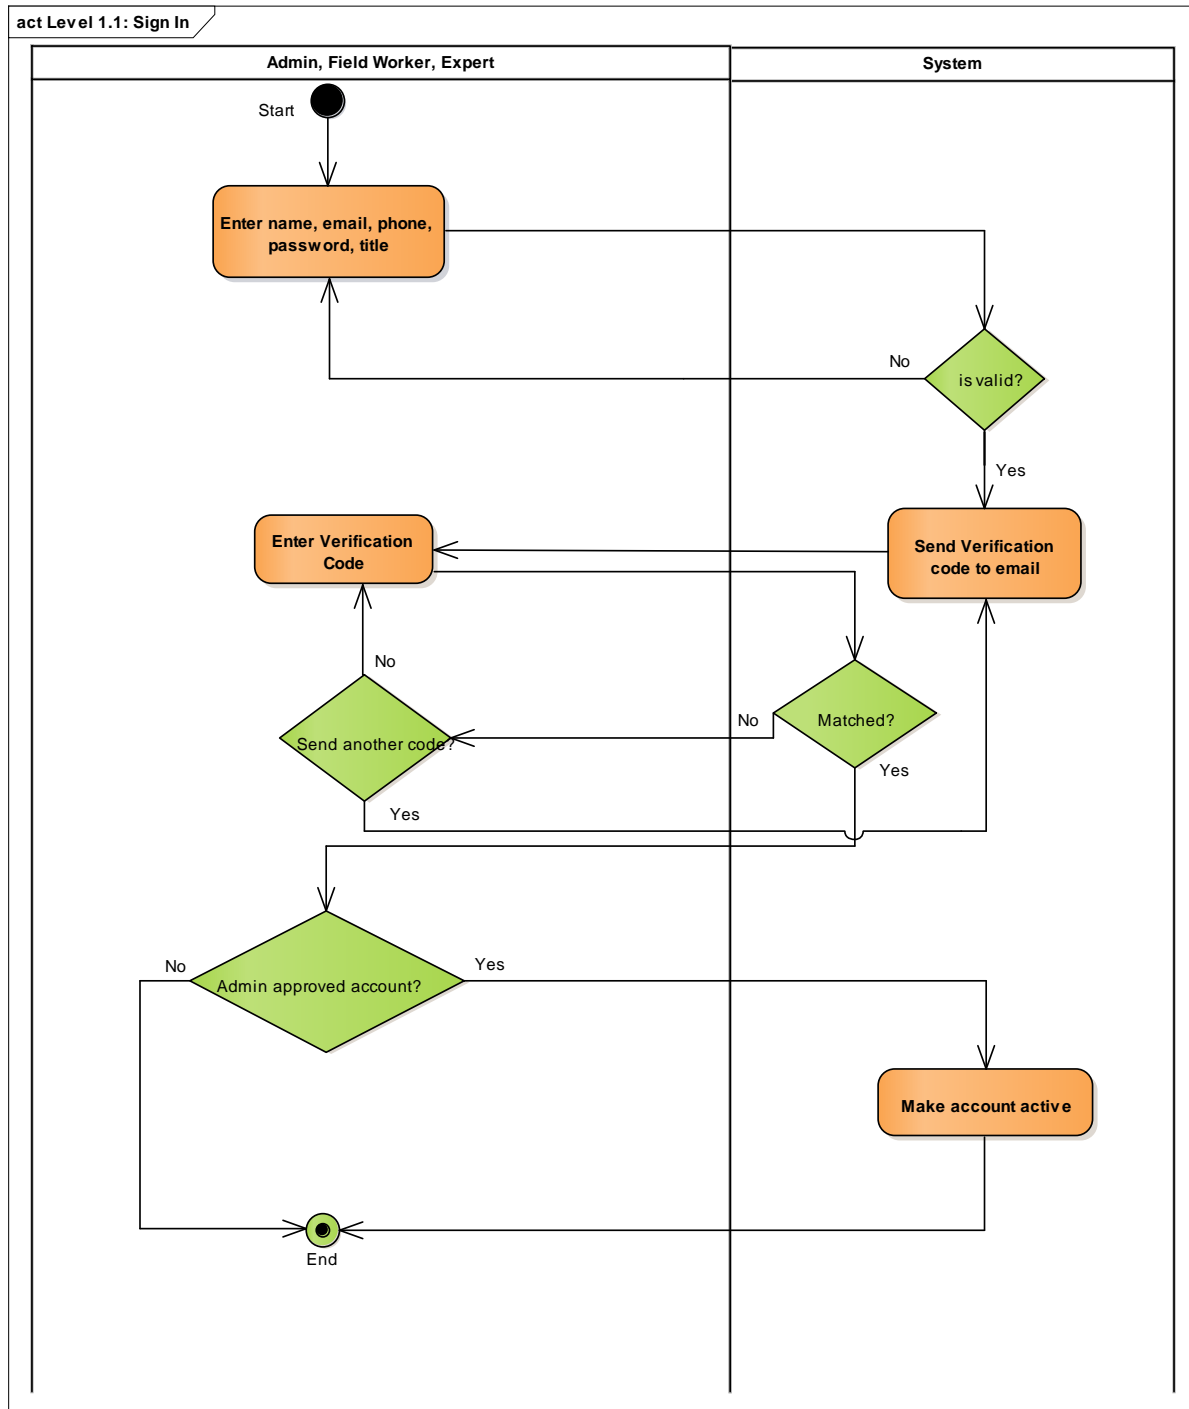 act Level 1.1: Sign In
Admin, Field Worker, Expert
System
Start
Enter name, email, phone,
password, title
No
is valid?
Yes
Enter Verification
Code
Send Verification
code to email
No
No
Matched?
Send another code?
Yes
Yes
No
Yes
Admin approved account?
Make account active
End